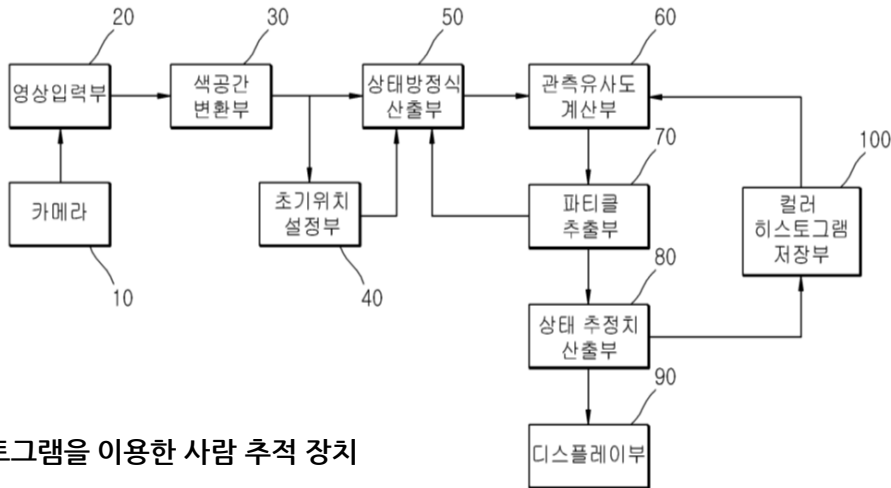 20
30
50
60
영상입력부
색공간
변환부
상태방정식
산출부
관측유사도
계산부
70
100
카메라
초기위치
설정부
파티클
추출부
컬러
히스토그램
저장부
10
40
80
상태 추정치
산출부
90
디스플레이부
토그램을 이용한 사람 추적 장치